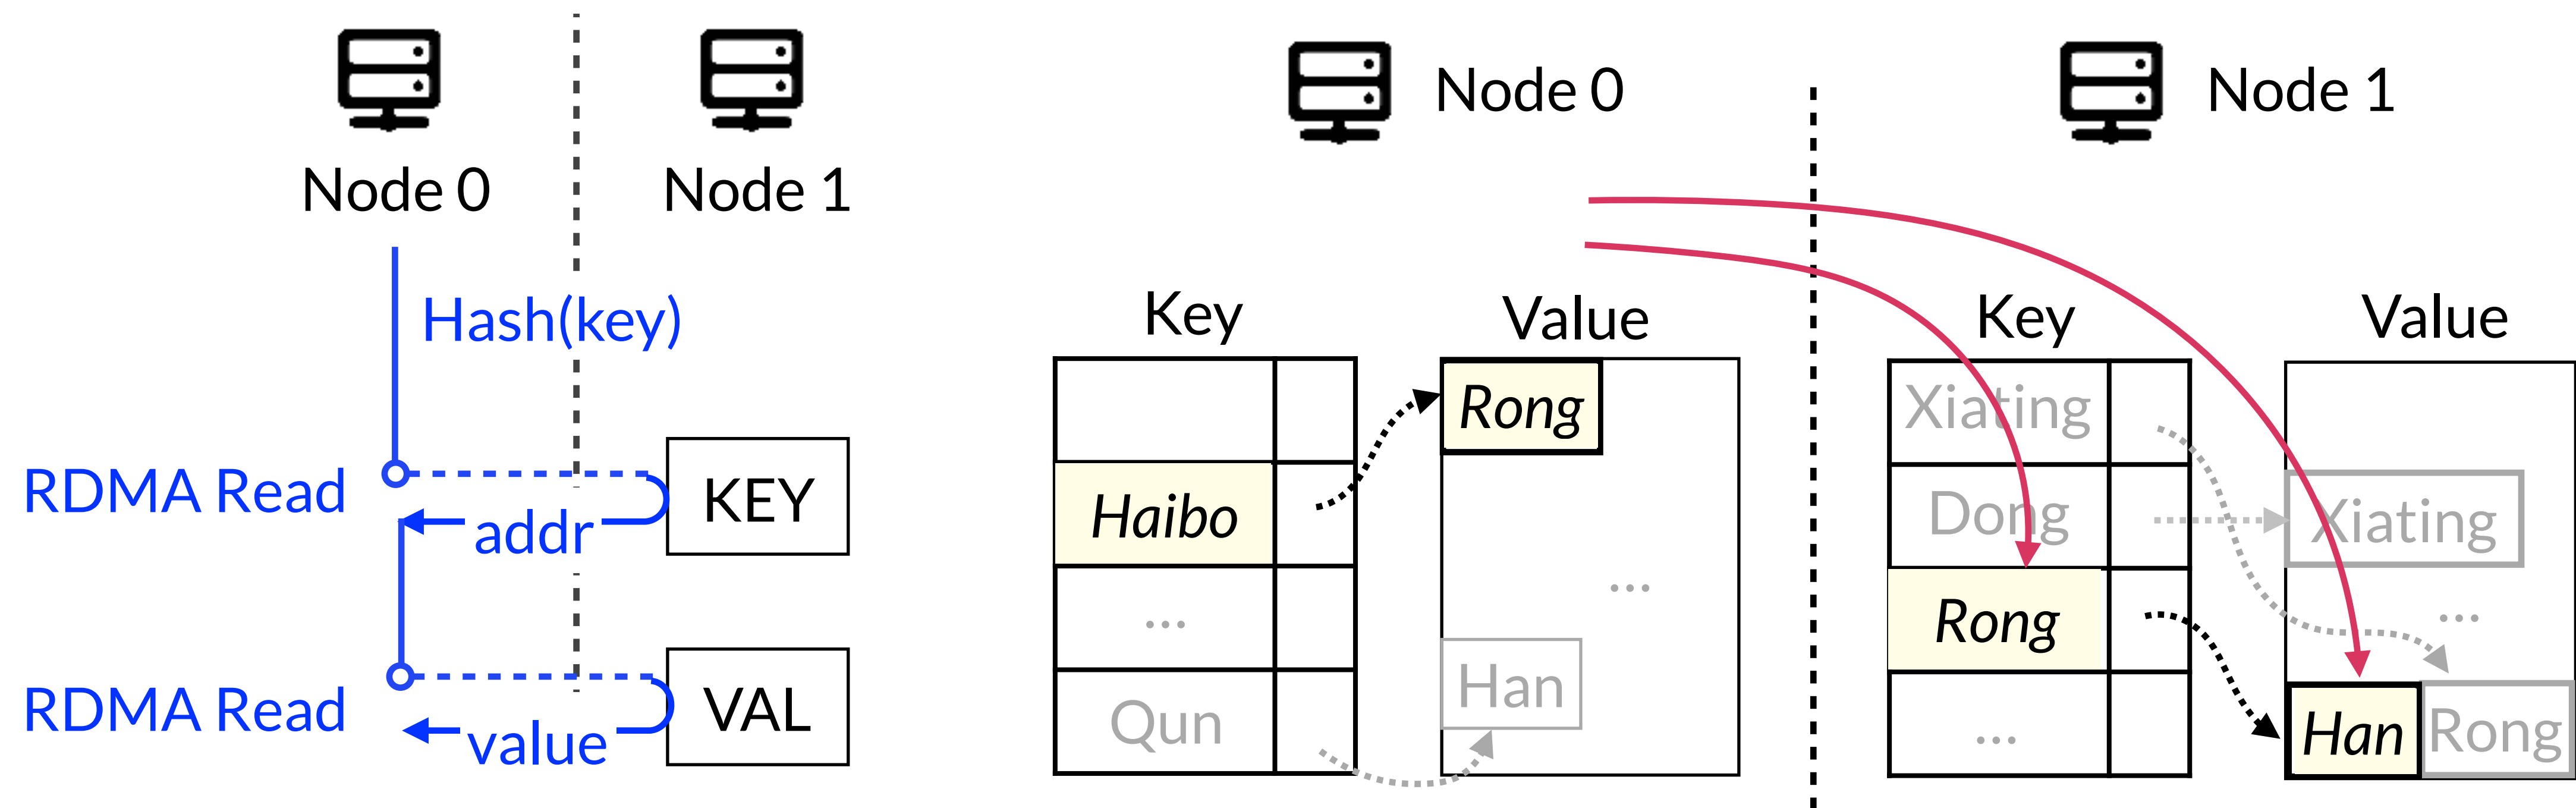 Node 0
Node 1
Hash(key)
RDMA Read
addr
KEY
RDMA Read
value
VAL
Node 0
Key
Value
Rong
Haibo
...
...
Han
Qun
Node 1
Key
Value
Xiating
Dong
Xiating
Rong
...
...
Han
Rong